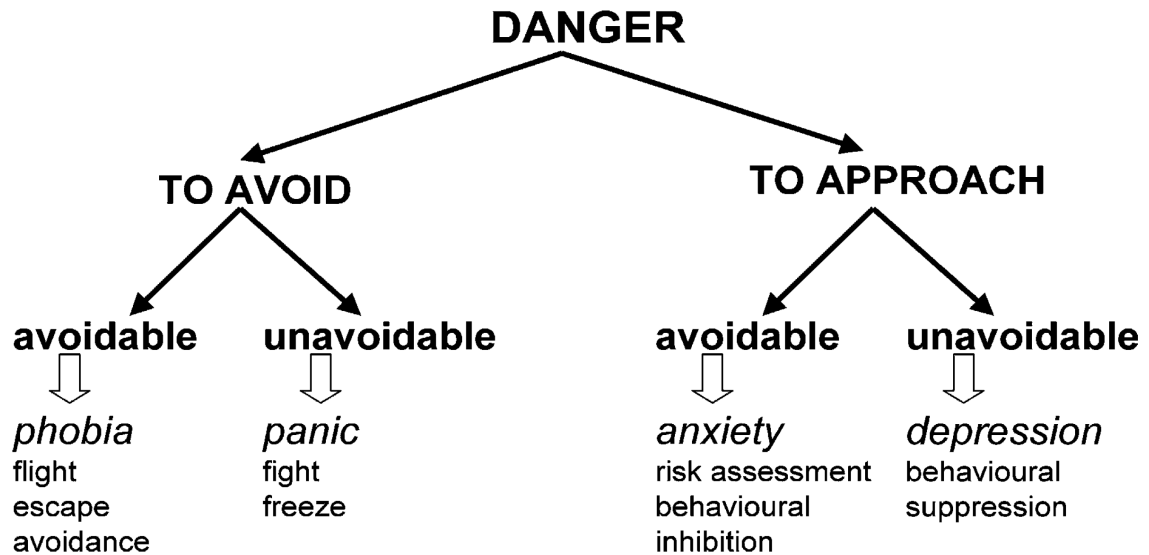 DANGER
TO AVOID
TO APPROACH
avoidable
unavoidable
avoidable
unavoidable
phobia
flight
escape
avoidance
panic
fight
freeze
anxiety
risk assessment
behavioural
inhibition
depression
behavioural
suppression